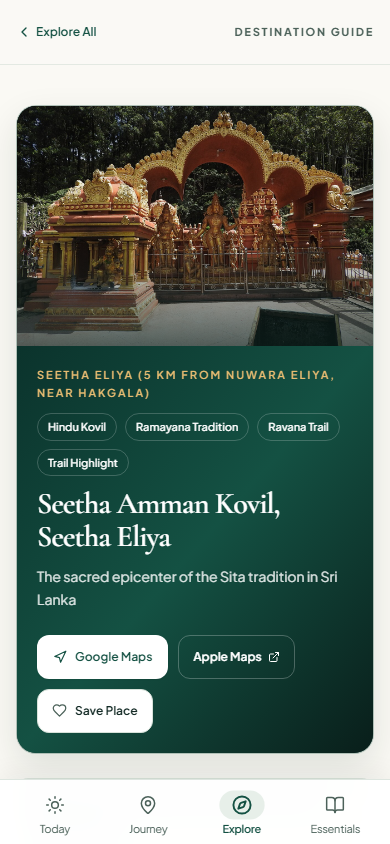 Explore All
DESTINATION GUIDE
SEETHA ELIYA (5 KM FROM NUWARA ELIYA,
NEAR HAKGALA)
Hindu Kovil
Ramayana Tradition
Ravana Trail
Trail Highlight
Seetha Amman Kovil,
Seetha Eliya
The sacred epicenter of the Sita tradition in Sri
Lanka
Google Maps
Apple Maps
Save Place
Today
Journey
Explore
Essentials